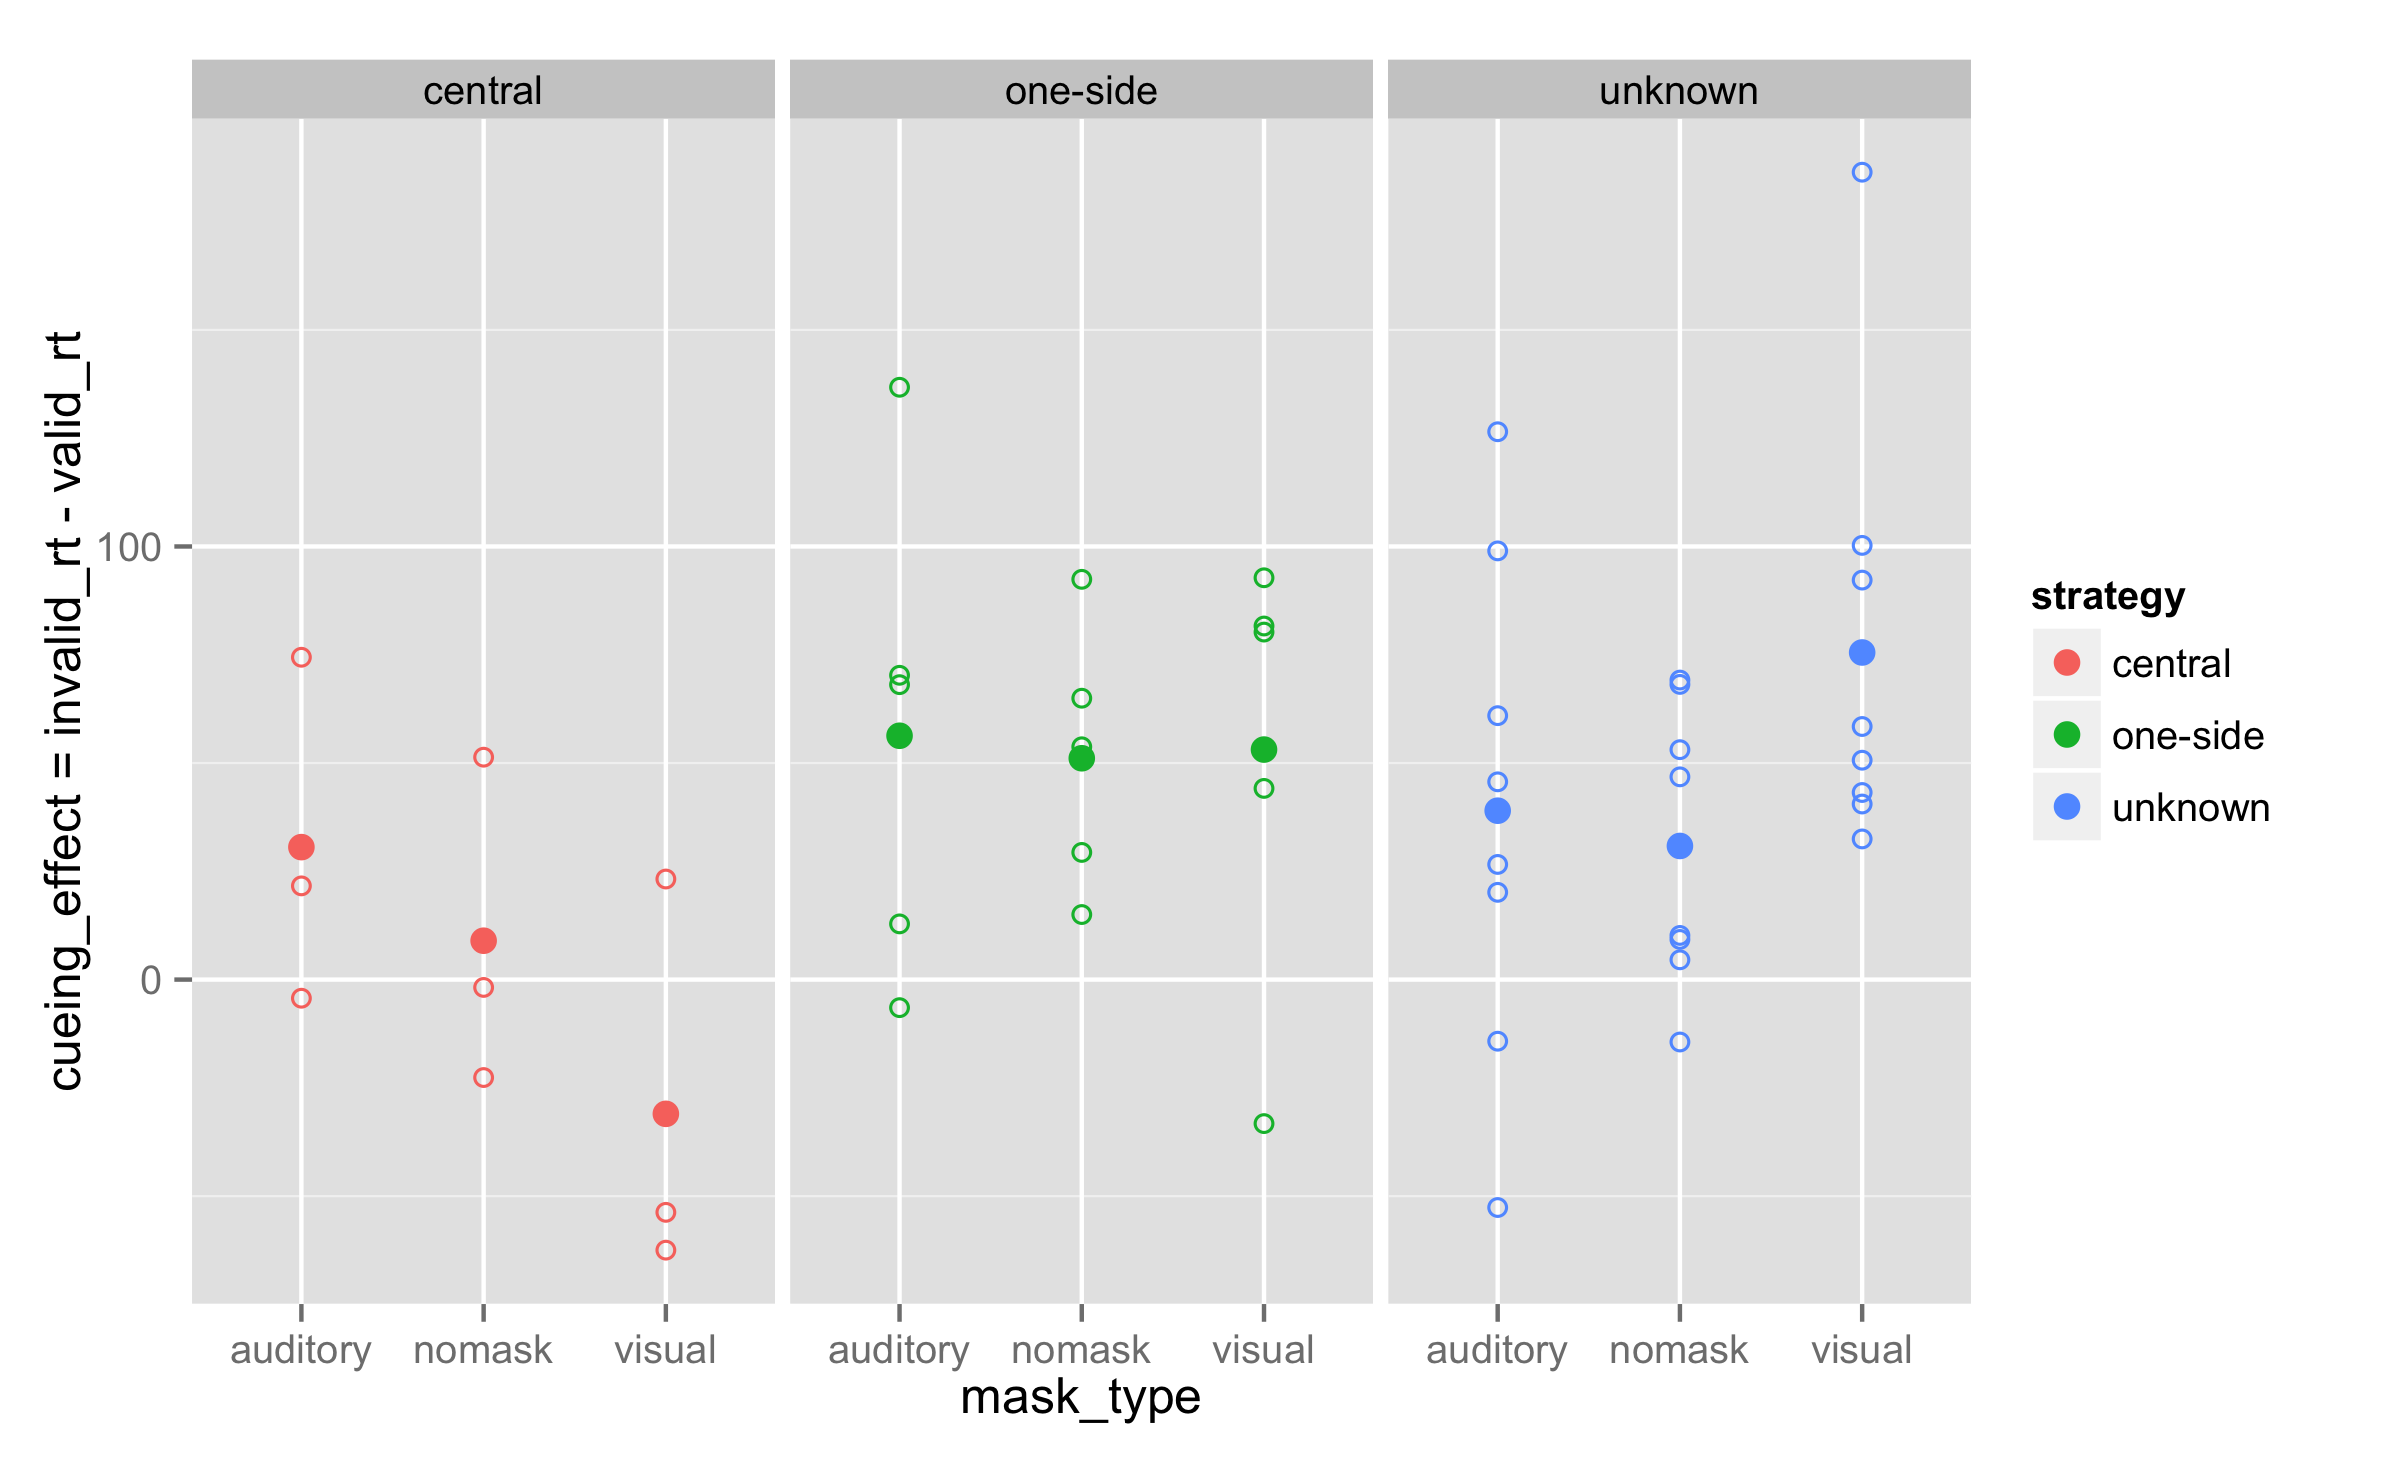 central one-side unknown
cueing_effect = invalid_rt - valid_rt
100
0
auditory nomask visual auditory nomask visual auditory nomask visual
mask_type
strategy
central
one-side
unknown